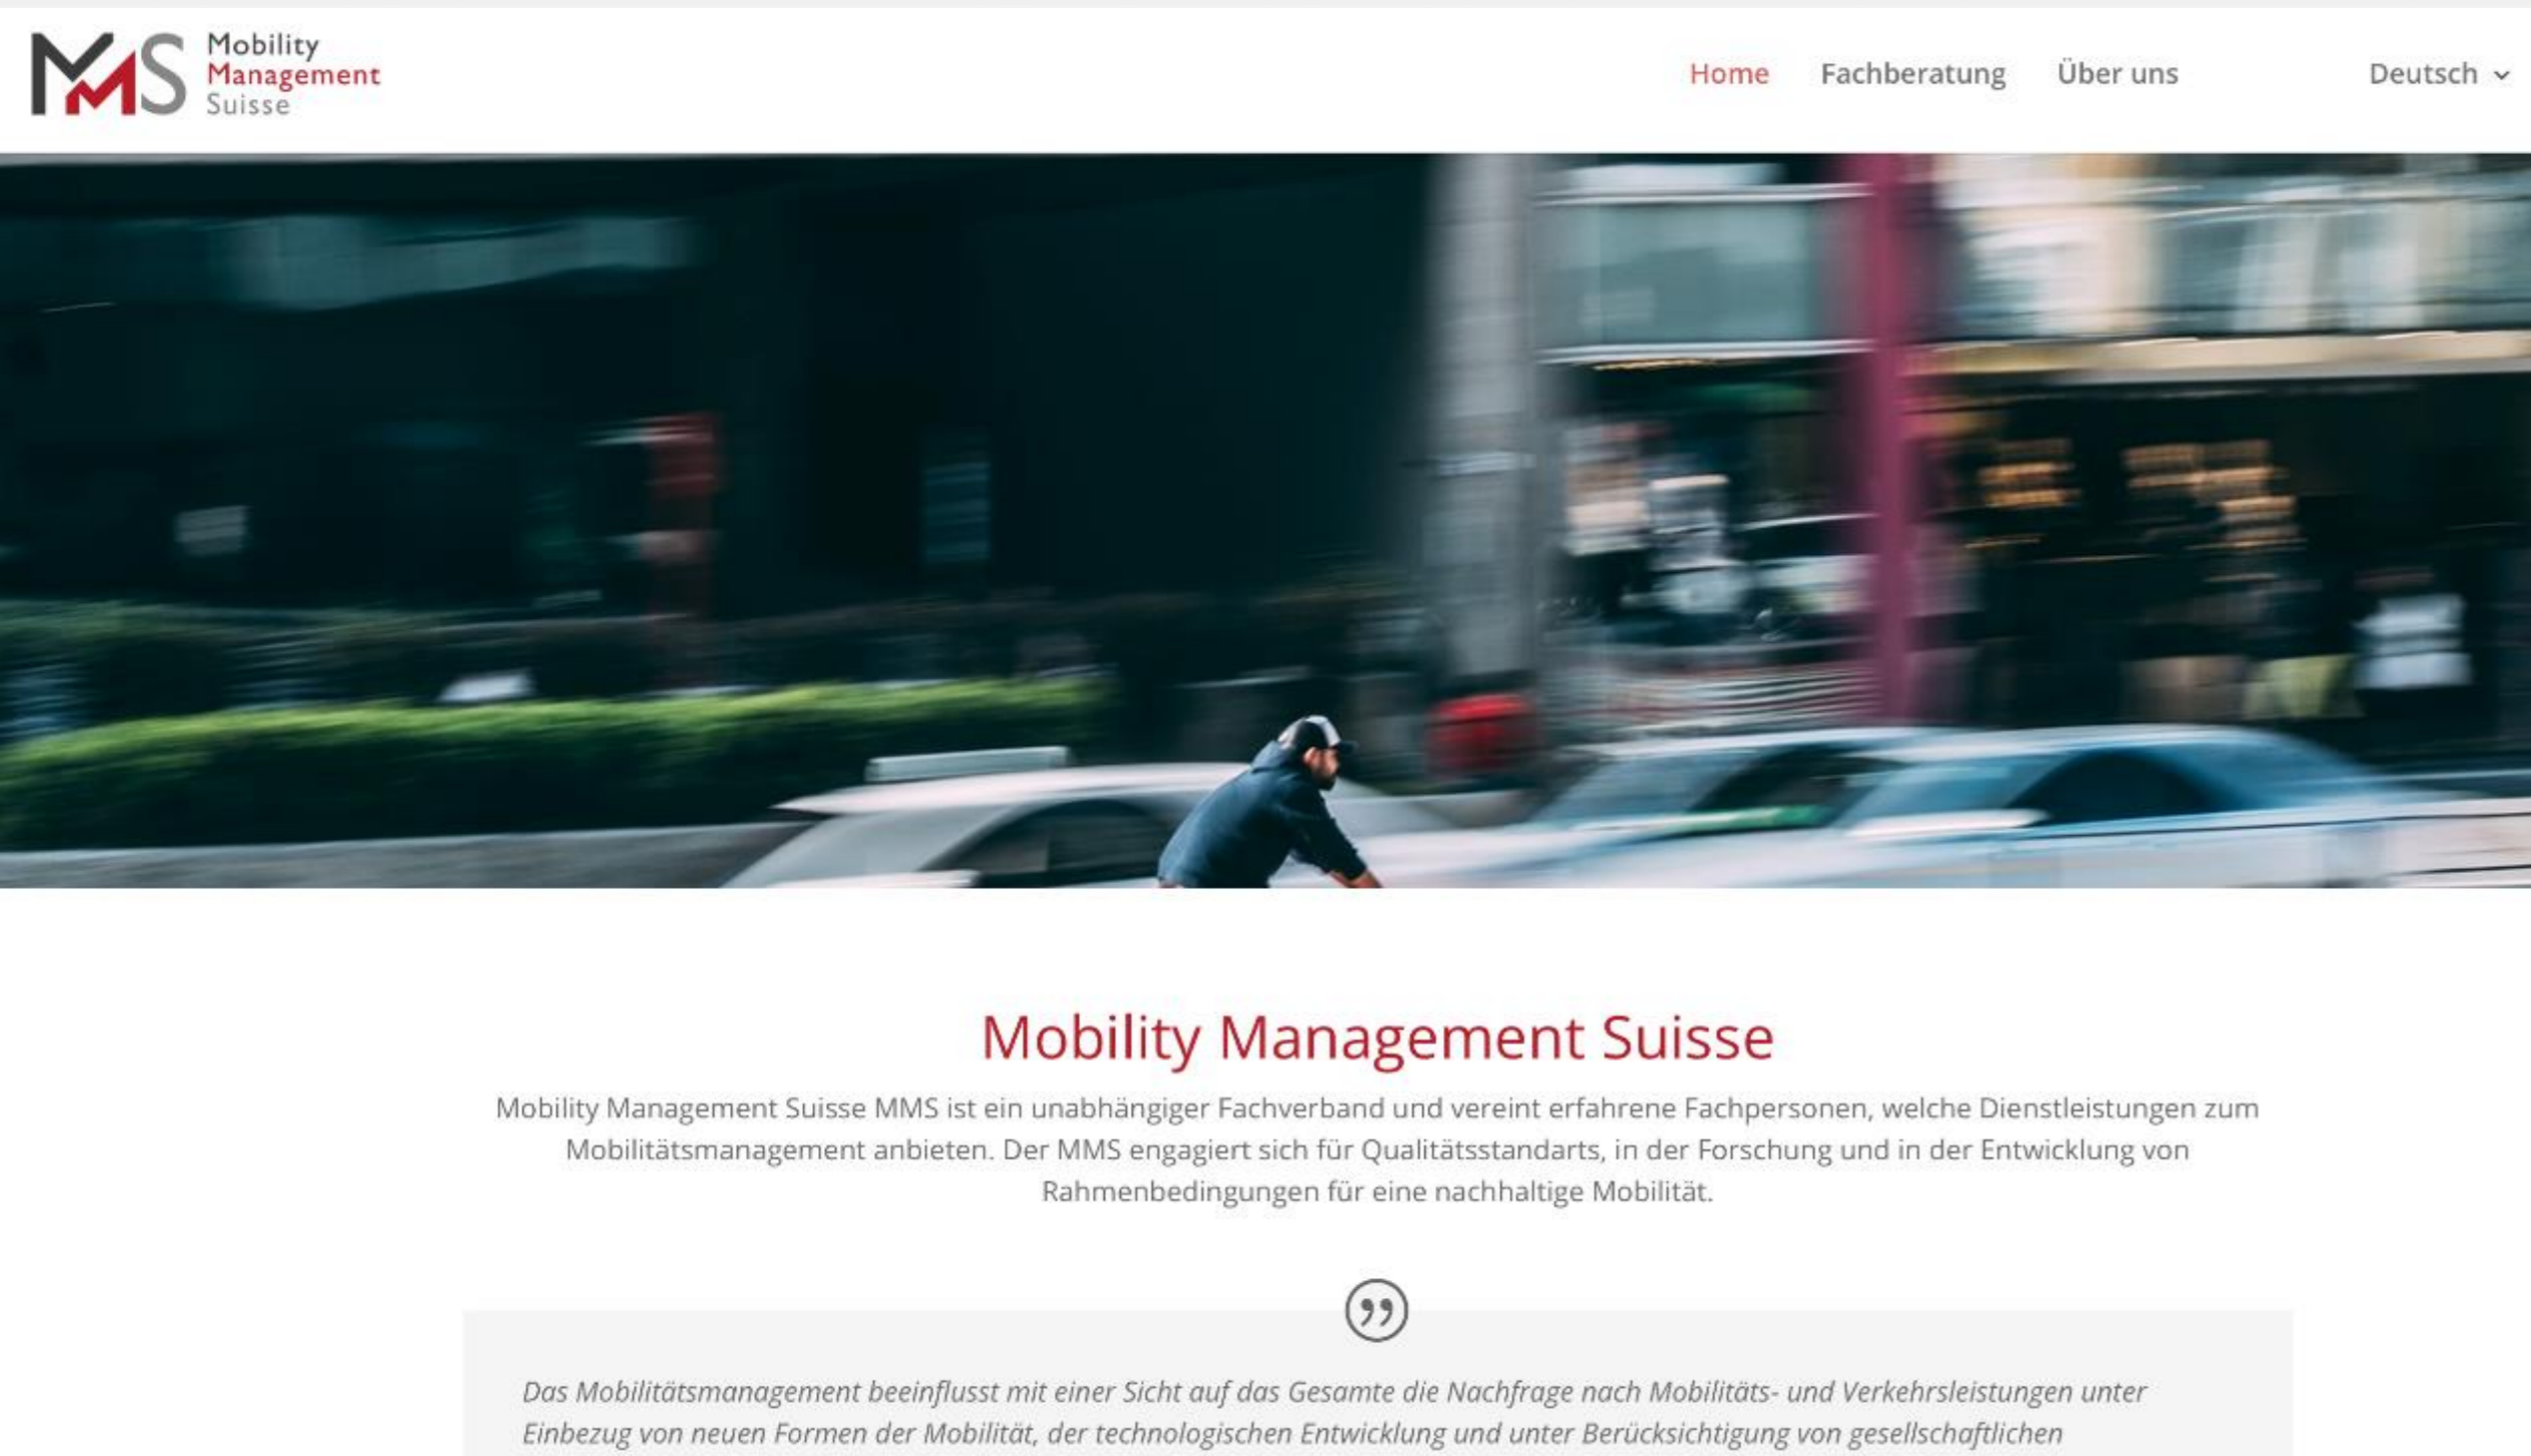 MMS
Mobility
Management
Suisse
Home Fachberatung Über uns Deutsch
Mobility Management Suisse
Mobility Management Suisse MMS ist ein unabhängiger Fachverband und vereint erfahrene Fachpersonen, welche Dienstleistungen zum
Mobilitätsmanagement anbieten. Der MMS engagiert sich für Qualitätsstandarts, in der Forschung und in der Entwicklung von
Rahmenbedingungen für eine nachhaltige Mobilität.
”
Das Mobilitätsmanagement beeinflusst mit einer Sicht auf das Gesamte die Nachfrage nach Mobilitäts- und Verkehrsleistungen unter
Einbezug von neuen Formen der Mobilität, der technologischen Entwicklung und unter Berücksichtigung von gesellschaftlichen